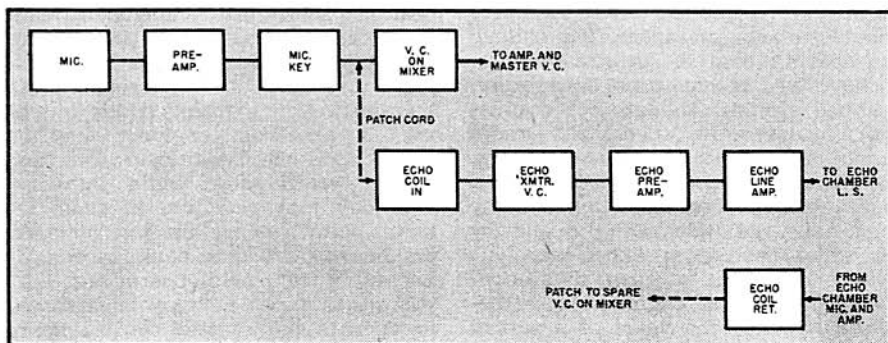 MIC.
PRE-
AMP.
MIC.
KEY
V. C.
ON
MIXER
TO AMP. AND
MASTER V. C.
PATCH CORD
ECHO
COIL
IN
ECHO
'XMTR.
V. C.
ECHO
PRE-
AMP.
ECHO
LINE
AMP.
TO ECHO
CHAMBER
L. S.
PATCH TO SPARE
V. C. ON MIXER
ECHO
COIL
RET.
FROM
ECHO
CHAMBER
MIC. AND
AMP.